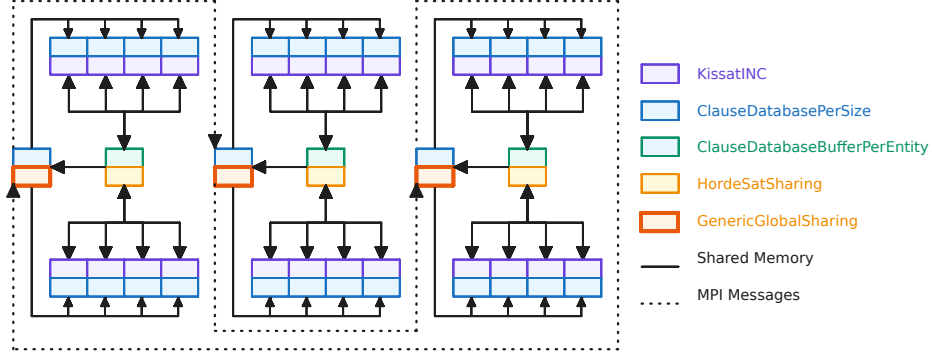 KissatINC
ClauseDatabasePerSize
ClauseDatabaseBufferPerEntity
HordeSatSharing
GenericGlobalSharing
Shared Memory
MPI Messages